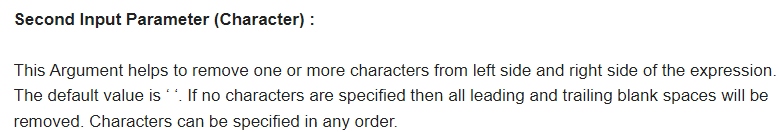 Second Input Parameter (Character) :
This Argument helps to remove one or more characters from left side and right side of the expression.
The default value is ‘ ‘. If no characters are specified then all leading and trailing blank spaces will be
removed. Characters can be specified in any order.